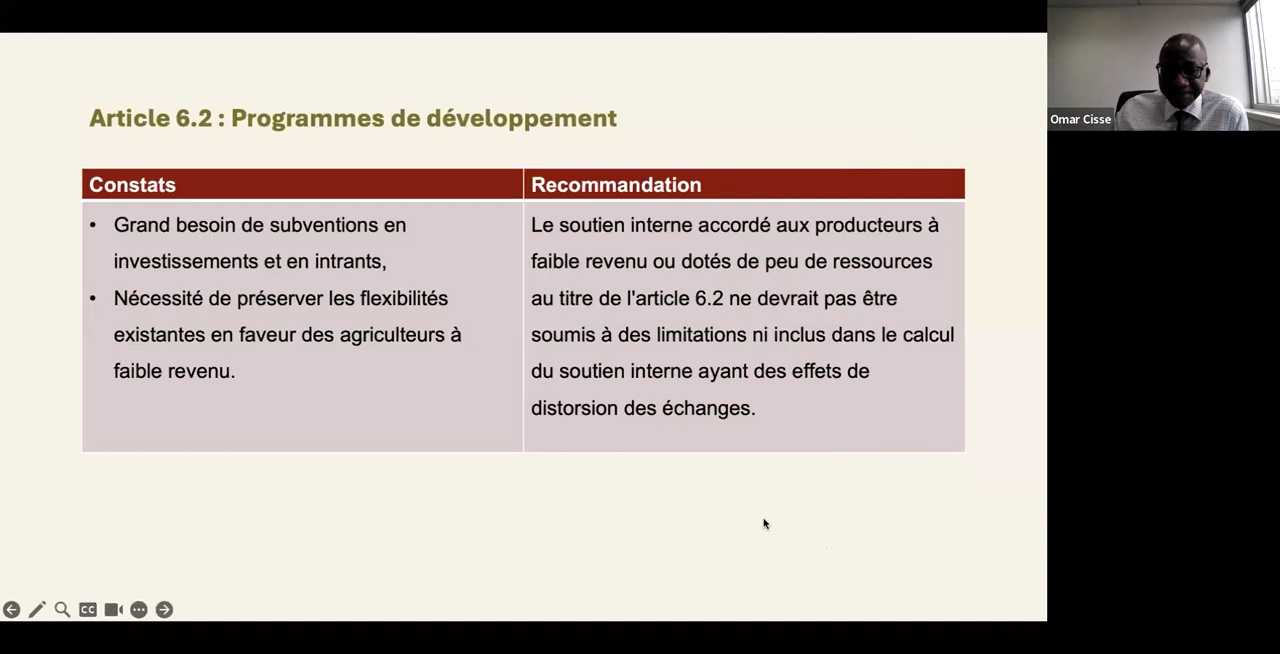 Article 6.2 : Programmes de développement
Constats
Recommandation
• Grand besoin de subventions en
investissements et en intrants,
• Nécessité de préserver les flexibilités
existantes en faveur des agriculteurs à
faible revenu.
Le soutien interne accordé aux producteurs à
faible revenu ou dotés de peu de ressources
au titre de l'article 6.2 ne devrait pas être
soumis à des limitations ni inclus dans le calcul
du soutien interne ayant des effets de
distorsion des échanges.
Omar Cisse
CC